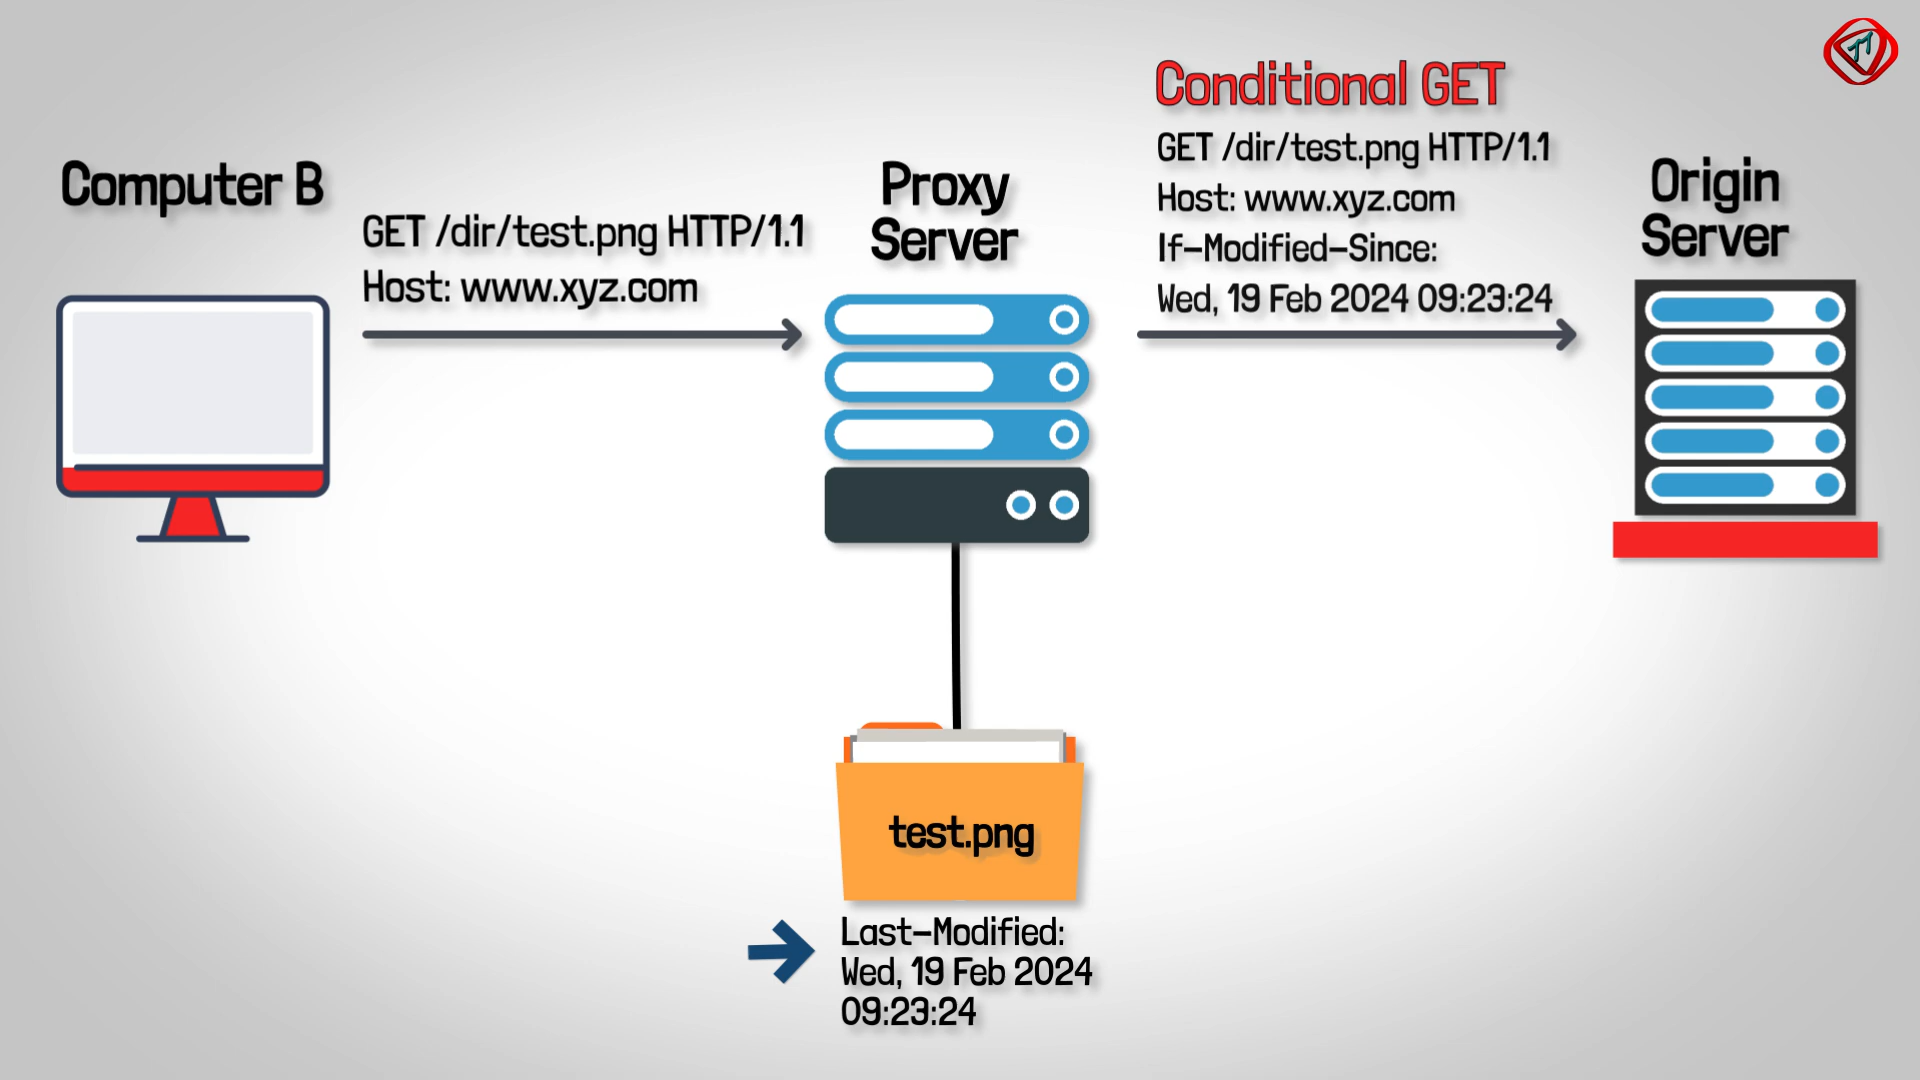 Computer B
GET /dir/test.png HTTP/1.1
Host: www.xyz.com
Proxy
Server
Conditional GET
GET /dir/test.png HTTP/1.1
Host: www.xyz.com
If-Modified-Since:
Wed, 19 Feb 2024 09:23:24
Origin
Server
test.png
Last-Modified:
Wed, 19 Feb 2024
09:23:24